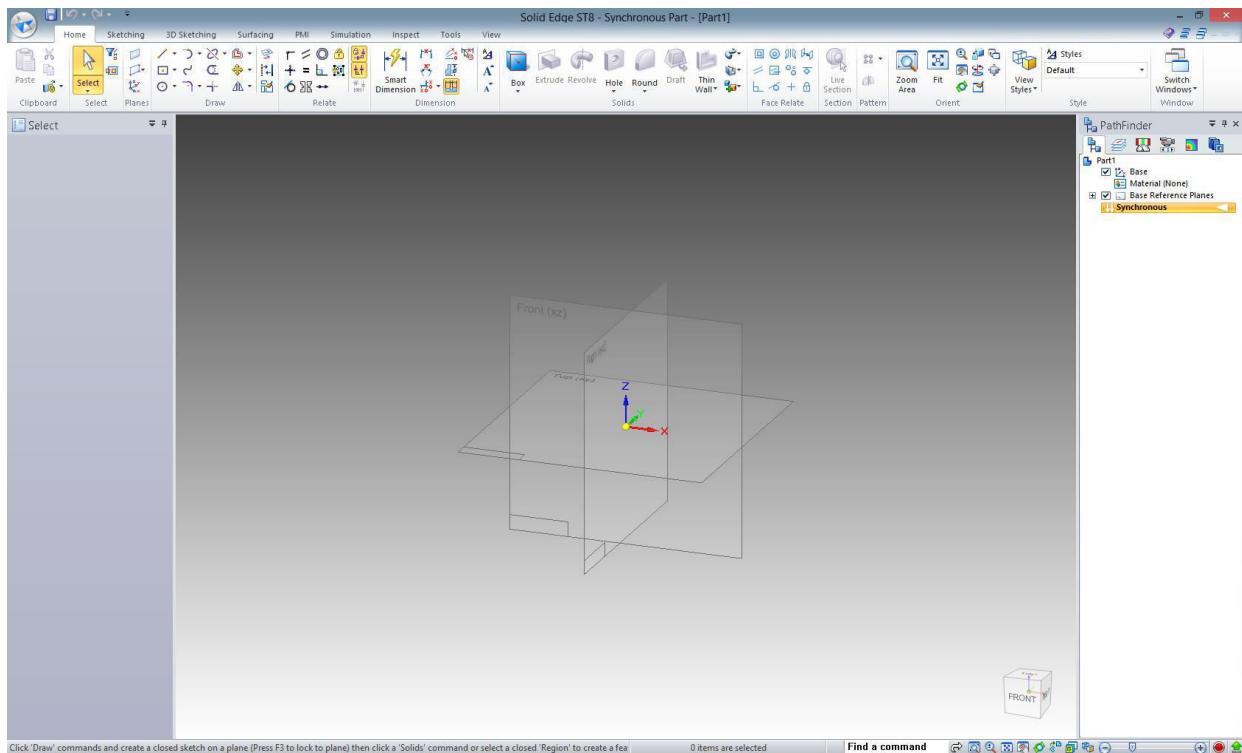 Solid Edge ST8 - Synchronous Part - [Part1]
Home Sketching 3D Sketching Surfacing PMI Simulation Inspect Tools View
Paste
Select
Smart Dimension
Box
Extrude
Revolve
Hole
Round
Draft
Thin Wall
Live Section
Zoom Area
Fit
View Styles
Styles
Default
Switch Windows
Clipboard Select Planes Draw Relate Dimension Solids Face Relate Section Pattern Orient Style Window
Select
PathFinder
Part1
Base
Material (None)
Base Reference Planes
Synchronous
Front (xz)
Top (xy)
Z
Y
X
FRONT
Click 'Draw' commands and create a closed sketch on a plane (Press F3 to lock to plane) then click a 'Solids' command or select a closed 'Region' to create a fea
0 items are selected
Find a command